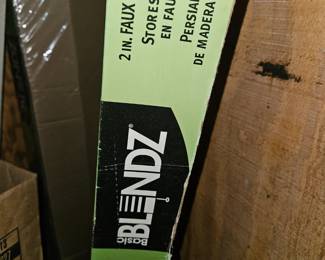 2 IN. FAUX
STORES
EN FAU
PERSIA
DE MADERA
Basic
BLENDZ